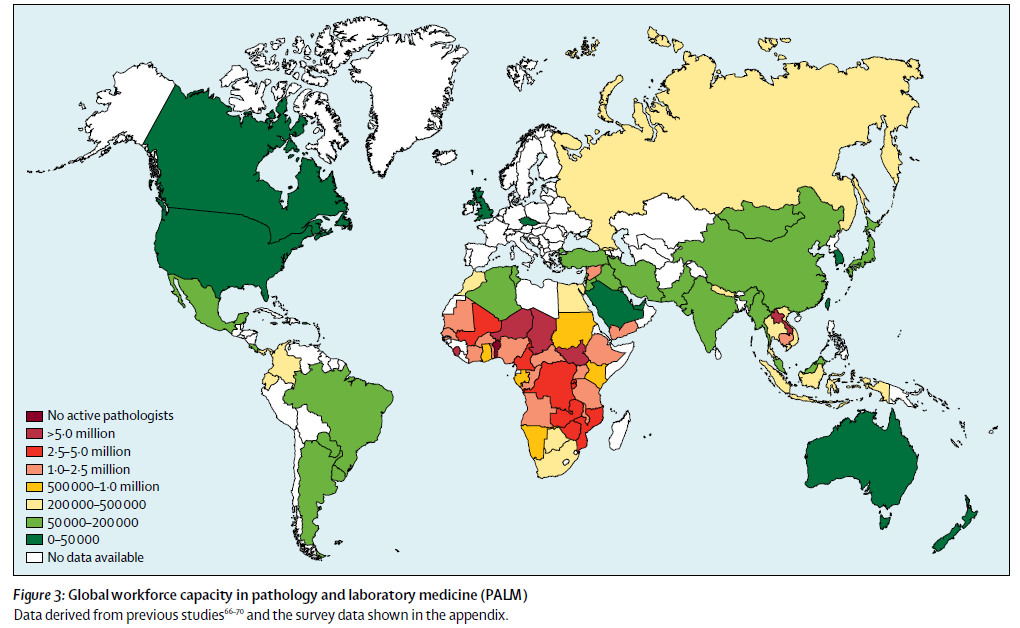 No active pathologists
>5·0 million
2·5–5·0 million
1·0–2·5 million
500 000–1·0 million
200 000–500 000
50 000–200 000
0–50 000
No data available
Figure 3: Global workforce capacity in pathology and laboratory medicine (PALM)
Data derived from previous studies⁶⁶⁻⁷⁰ and the survey data shown in the appendix.